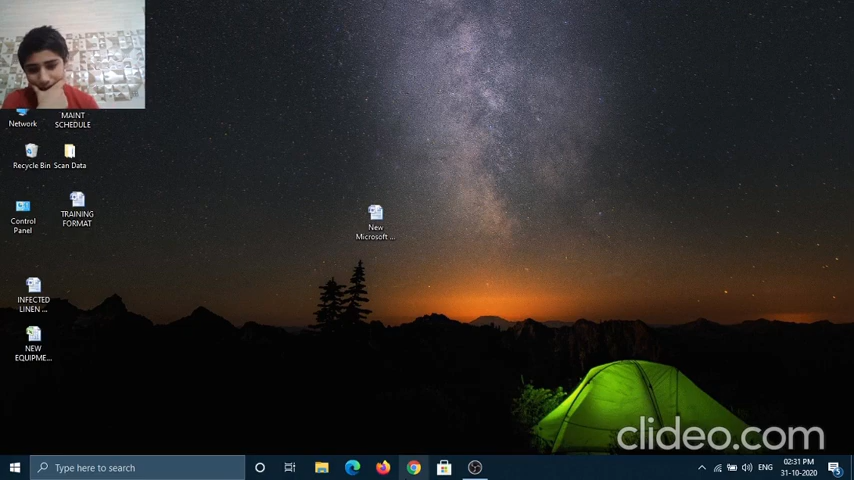 Network
MAINT
SCHEDULE
Recycle Bin
Scan Data
Control
Panel
TRAINING
FORMAT
New
Microsoft ...
INFECTED
LINEN ...
NEW
EQUIPME...
clideo.com
Type here to search
ENG
02:31 PM
31-10-2020